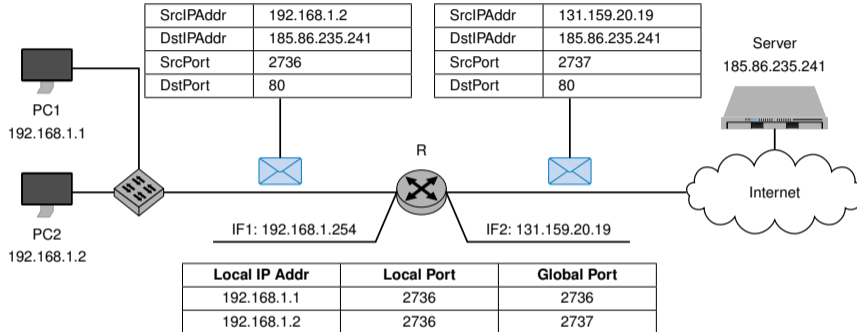 SrcIPAddr 192.168.1.2
DstIPAddr 185.86.235.241
SrcPort 2736
DstPort 80
SrcIPAddr 131.159.20.19
DstIPAddr 185.86.235.241
SrcPort 2737
DstPort 80
Server
185.86.235.241
PC1
192.168.1.1
R
Internet
PC2
192.168.1.2
IF1: 192.168.1.254
IF2: 131.159.20.19
Local IP Addr Local Port Global Port
192.168.1.1 2736 2736
192.168.1.2 2736 2737